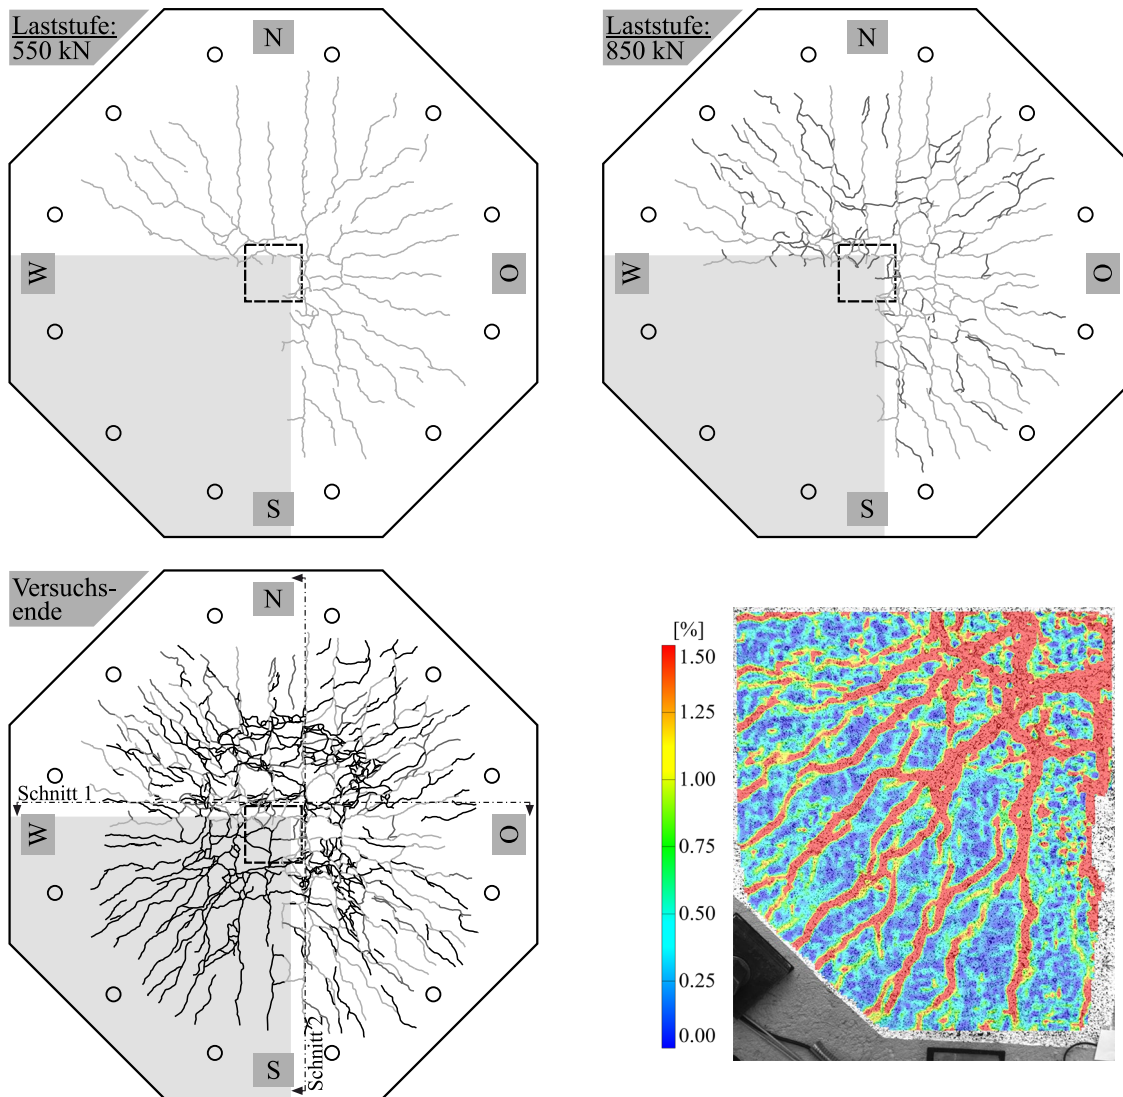 Laststufe:
550 kN
N
W
O
S
Laststufe:
850 kN
N
W
O
S
Versuchs-
ende
N
Schnitt 1
W
O
S
Schnitt 2
[%]
1.50
1.25
1.00
0.75
0.50
0.25
0.00